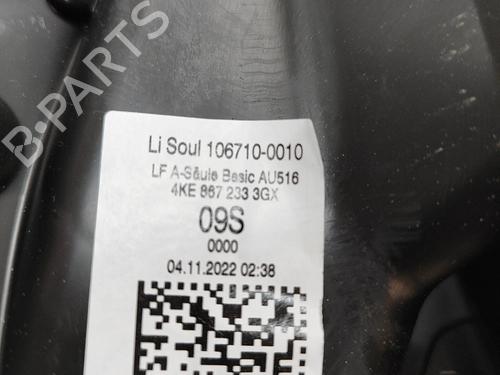 B-PARTS
Li Soul 106710-0010
LF A-Säule Basic AU516
4KE 867 233 3GX
09S
0000
04.11.2022 02:38